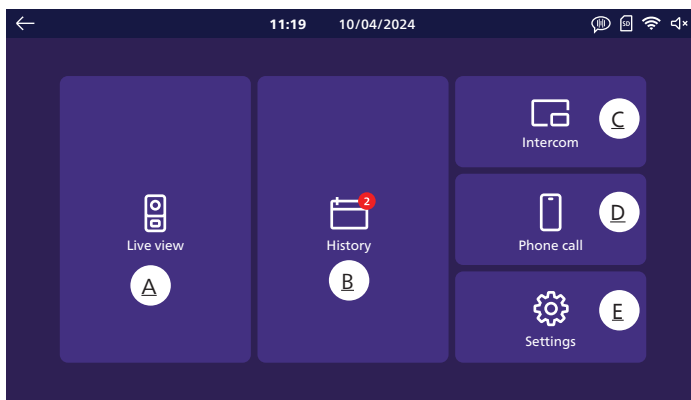 11:19 10/04/2024 SD
Intercom C
2
Live view
History
Phone call D
A
B
E
Settings